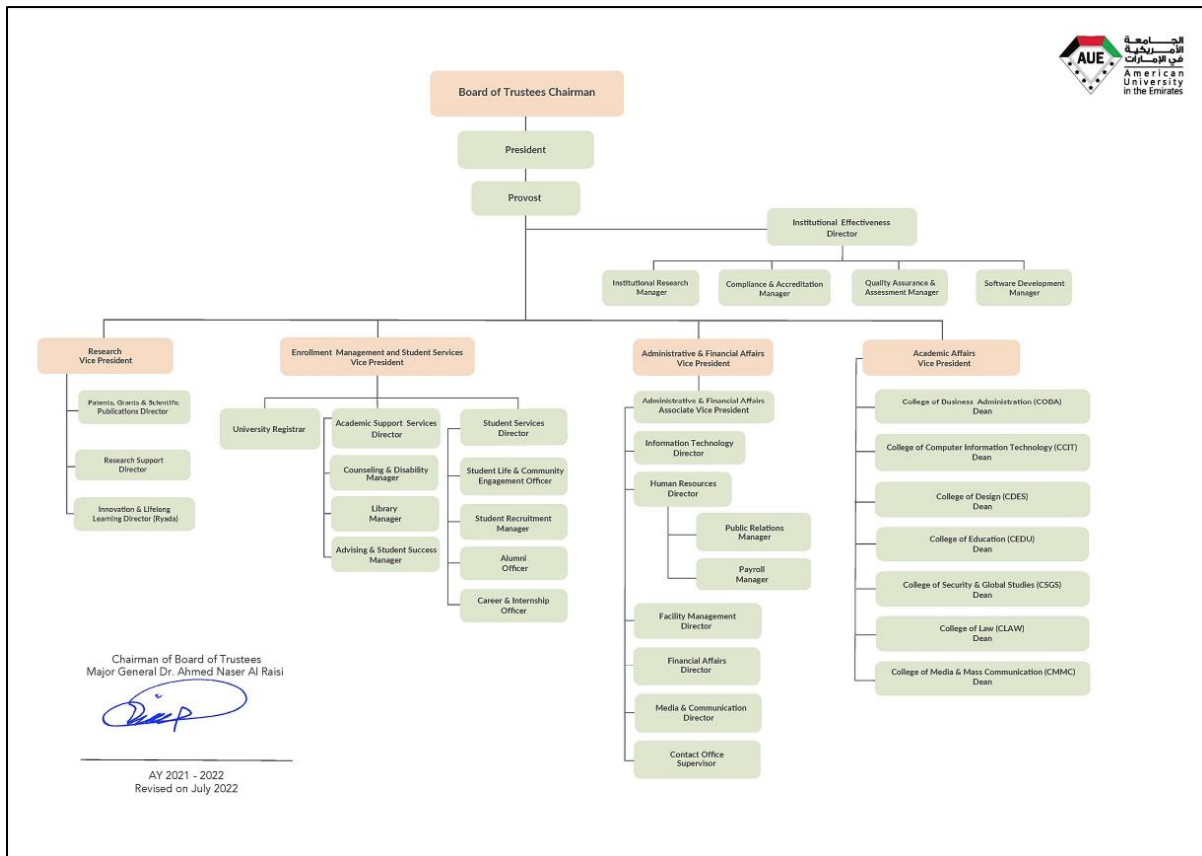 الجـــامعة
الأمـريكية
في الإمـارات
AUE
American
University
in the Emirates
Board of Trustees Chairman
President
Provost
Institutional Effectiveness
Director
Institutional Research
Manager
Compliance & Accreditation
Manager
Quality Assurance &
Assessment Manager
Software Development
Manager
Research
Vice President
Enrollment Management and Student Services
Vice President
Administrative & Financial Affairs
Vice President
Academic Affairs
Vice President
Patents, Grants & Scientific
Publications Director
Research Support
Director
Innovation & Lifelong
Learning Director (Ryada)
University Registrar
Academic Support Services
Director
Counseling & Disability
Manager
Library
Manager
Advising & Student Success
Manager
Student Services
Director
Student Life & Community
Engagement Officer
Student Recruitment
Manager
Alumni
Officer
Career & Internship
Officer
Administrative & Financial Affairs
Associate Vice President
Information Technology
Director
Human Resources
Director
Public Relations
Manager
Payroll
Manager
Facility Management
Director
Financial Affairs
Director
Media & Communication
Director
Contact Office
Supervisor
College of Business Administration (COBA)
Dean
College of Computer Information Technology (CCIT)
Dean
College of Design (CDES)
Dean
College of Education (CEDU)
Dean
College of Security & Global Studies (CSGS)
Dean
College of Law (CLAW)
Dean
College of Media & Mass Communication (CMMC)
Dean
Chairman of Board of Trustees
Major General Dr. Ahmed Naser Al Raisi
AY 2021 - 2022
Revised on July 2022